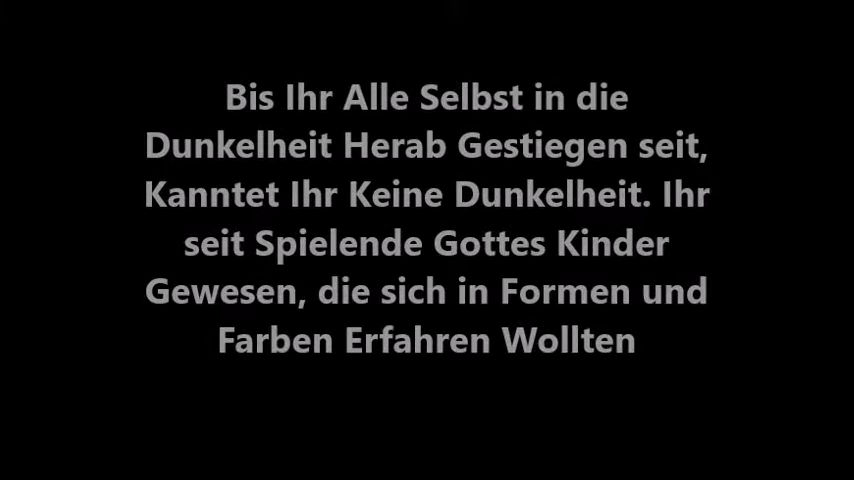 Bis Ihr Alle Selbst in die
Dunkelheit Herab Gestiegen seit,
Kanntet Ihr Keine Dunkelheit. Ihr
seit Spielende Gottes Kinder
Gewesen, die sich in Formen und
Farben Erfahren Wollten